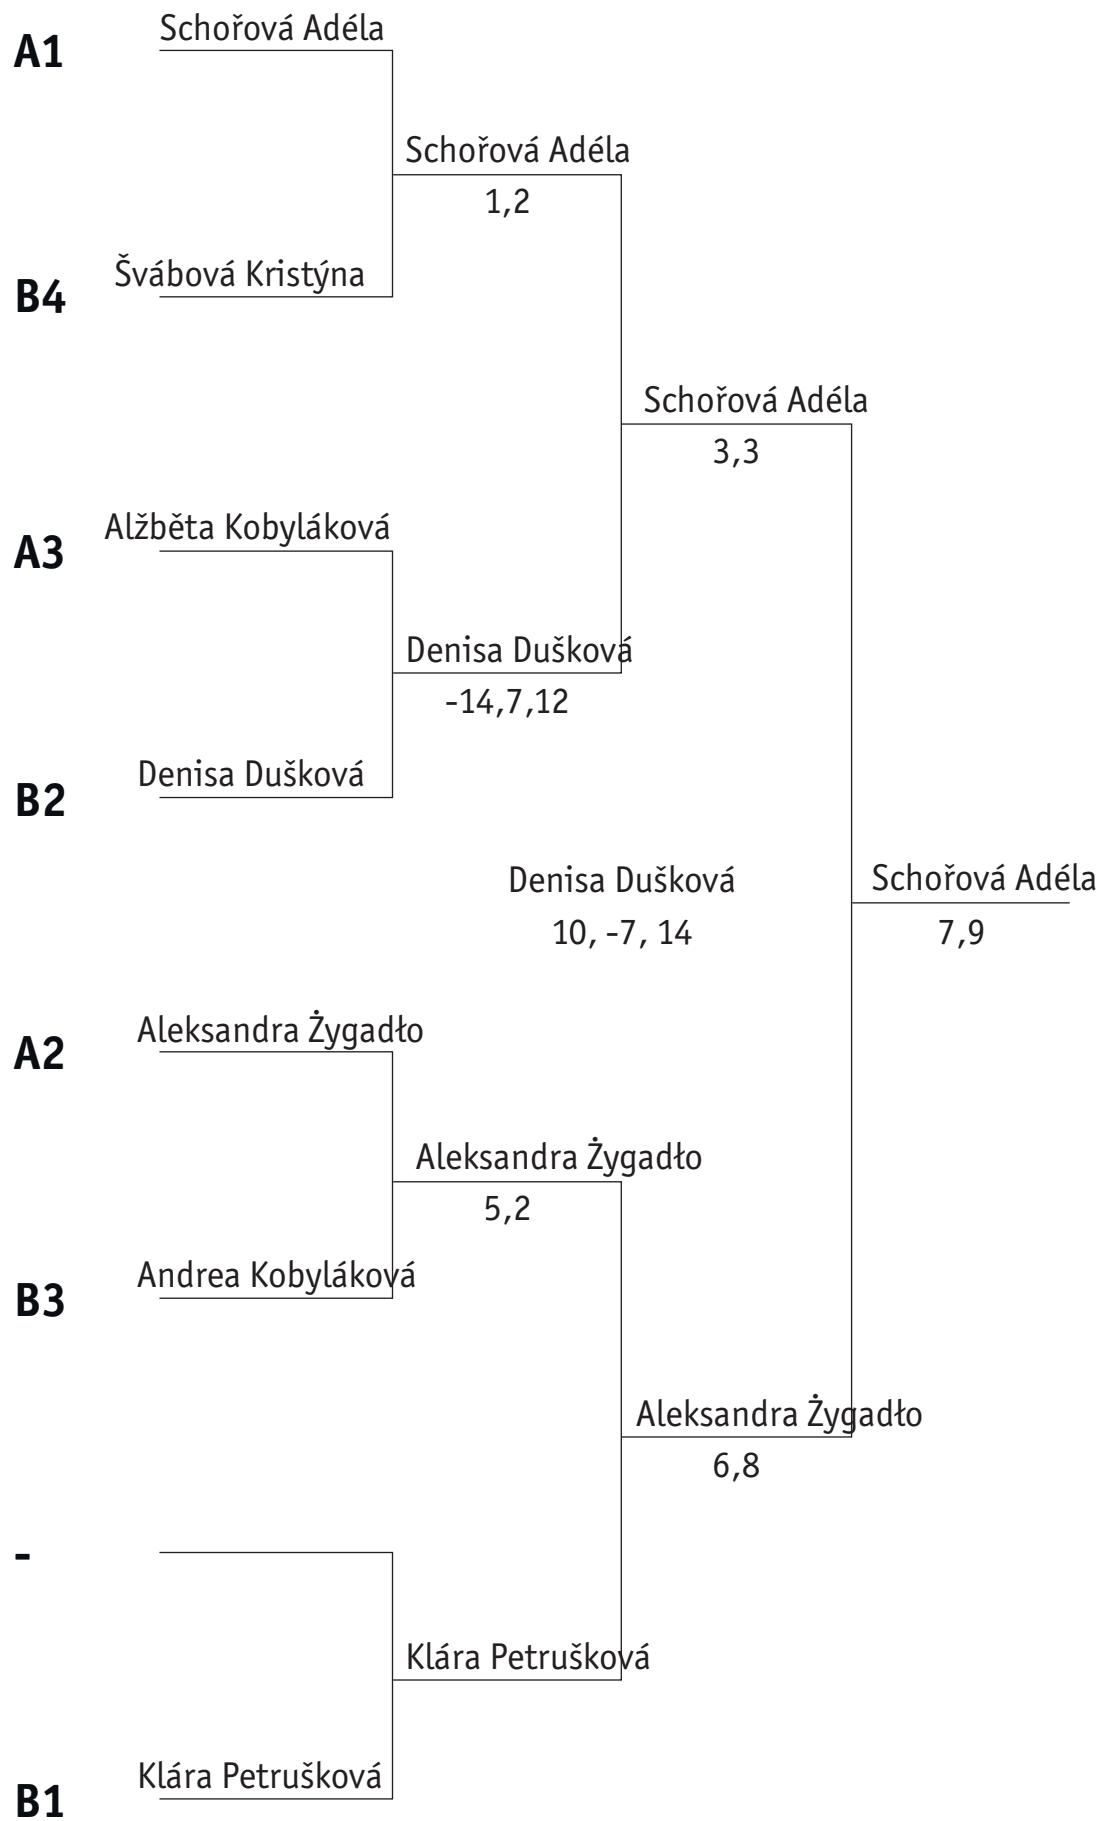 Schořová Adéla
A1
Schořová Adéla
1,2
Švábová Kristýna
B4
Schořová Adéla
3,3
Alžběta Kobyláková
A3
Denisa Dušková
-14,7,12
Denisa Dušková
B2
Denisa Dušková
10, -7, 14
Schořová Adéla
7,9
Aleksandra Żygadło
A2
Aleksandra Żygadło
5,2
Andrea Kobyláková
B3
Aleksandra Żygadło
6,8
-
Klára Petrušková
Klára Petrušková
B1